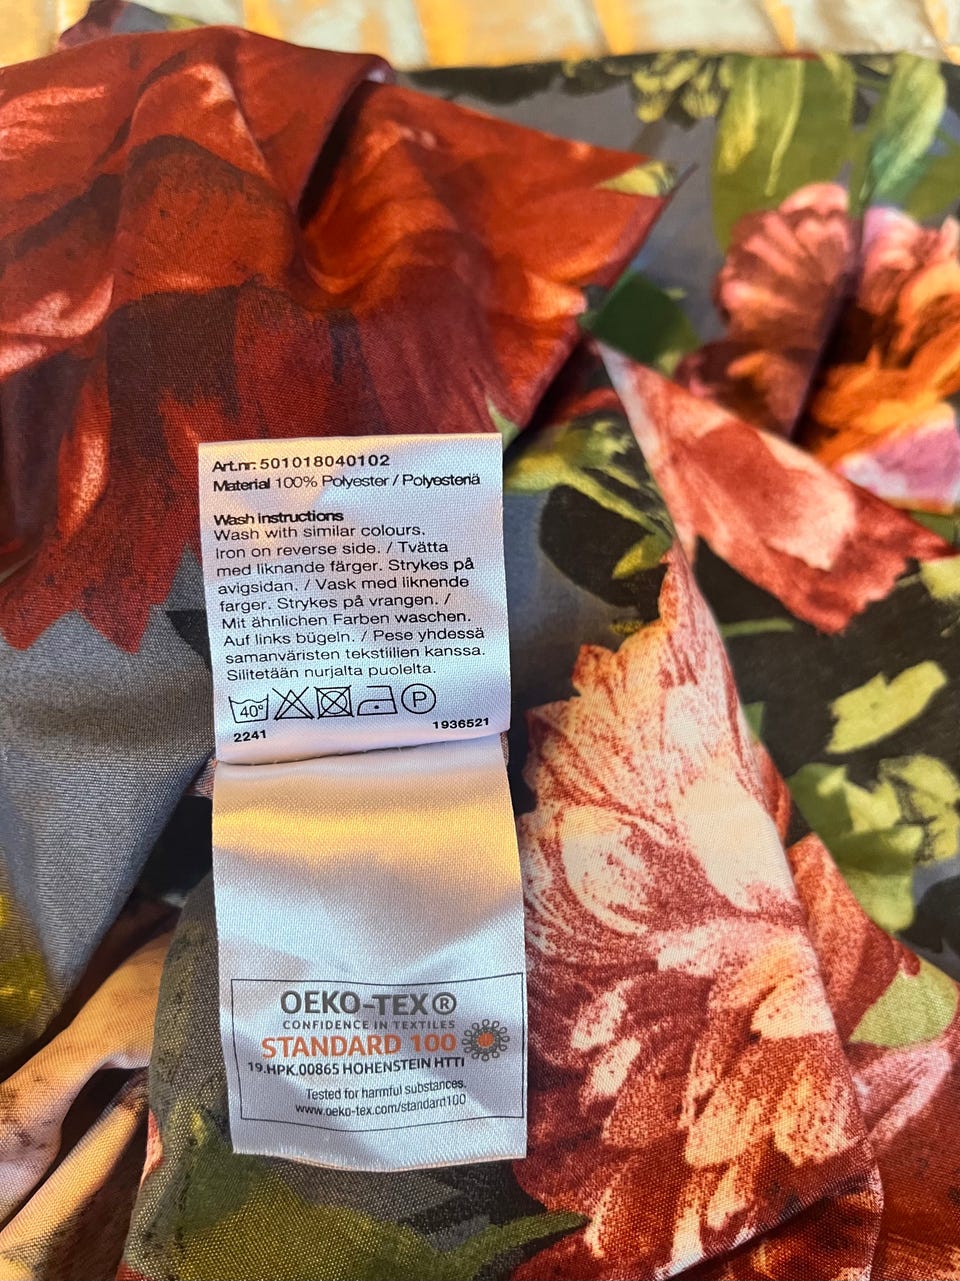 Art.nr: 501018040102
Material 100% Polyester / Polyesteriä
Wash instructions
Wash with similar colours.
Iron on reverse side. / Tvätta
med liknande färger. Strykes på
avigsidan. / Vask med liknende
farger. Strykes på vrangen. /
Mit ähnlichen Farben waschen.
Auf links bügeln. / Pese yhdessä
samanväristen tekstiilien kanssa.
Silitetään nurjalta puolelta.
40° P
2241 1936521
OEKO-TEX®
CONFIDENCE IN TEXTILES
STANDARD 100
19.HPK.00865 HOHENSTEIN HTTI
Tested for harmful substances.
www.oeko-tex.com/standard100